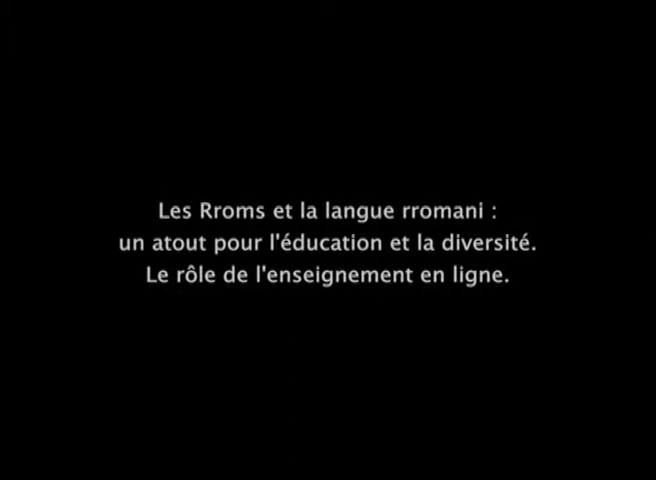 Les Rroms et la langue rromani :
un atout pour l'éducation et la diversité.
Le rôle de l'enseignement en ligne.